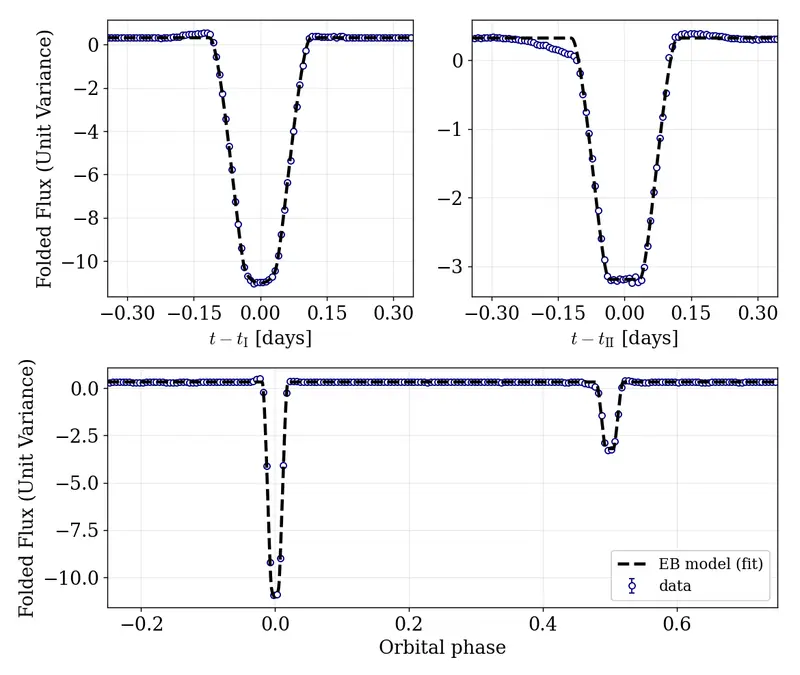 Folded Flux (Unit Variance)
0
−2
−4
−6
−8
−10
−0.30 −0.15 0.00 0.15 0.30
t − t_I [days]
0
−1
−2
−3
−0.30 −0.15 0.00 0.15 0.30
t − t_II [days]
Folded Flux (Unit Variance)
0.0
−2.5
−5.0
−7.5
−10.0
EB model (fit)
data
−0.2 0.0 0.2 0.4 0.6
Orbital phase